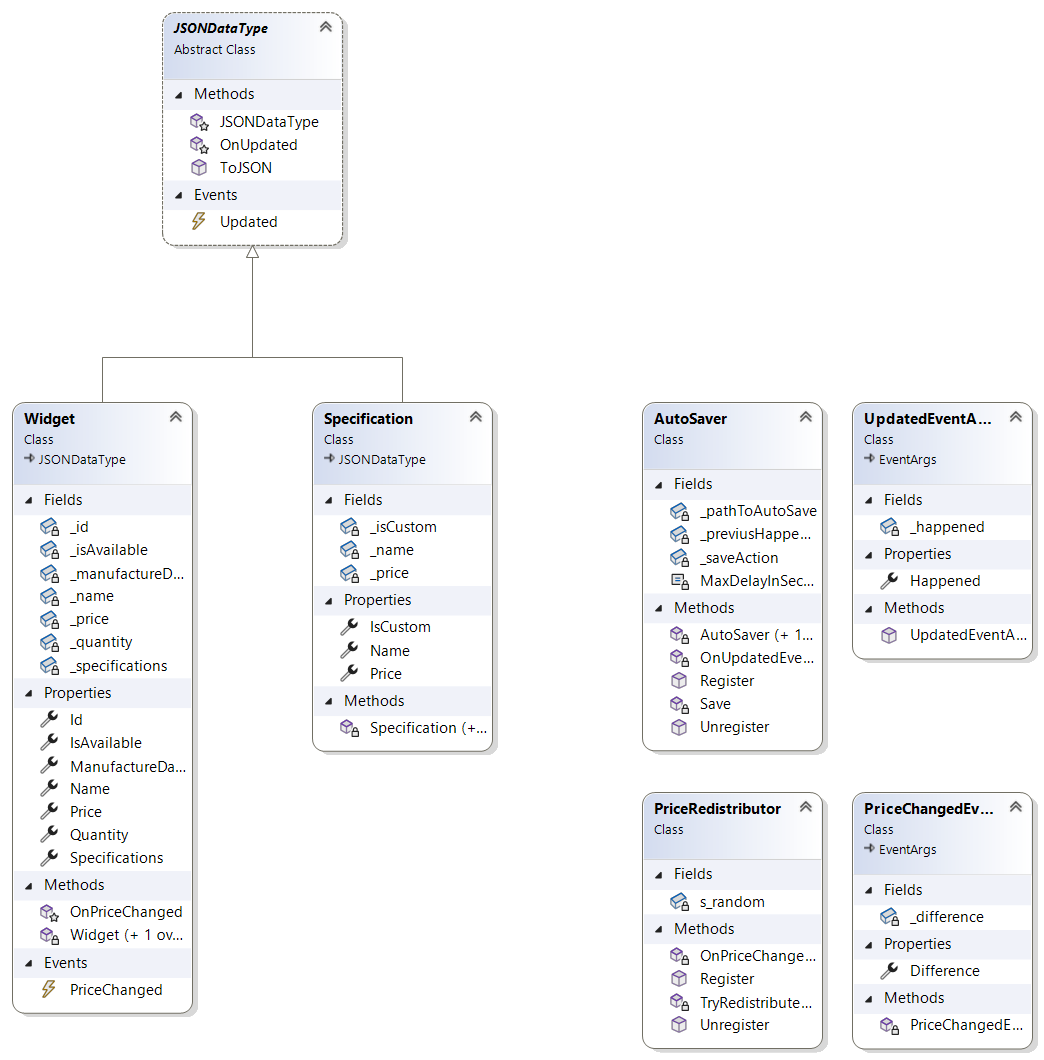 JSONDataType
Abstract Class
Methods
JSONDataType
OnUpdated
ToJSON
Events
Updated
Widget
Class
JSONDataType
Fields
_id
_isAvailable
_manufactureD...
_name
_price
_quantity
_specifications
Properties
Id
IsAvailable
ManufactureDa...
Name
Price
Quantity
Specifications
Methods
OnPriceChanged
Widget (+ 1 ov...
Events
PriceChanged
Specification
Class
JSONDataType
Fields
_isCustom
_name
_price
Properties
IsCustom
Name
Price
Methods
Specification (+...
AutoSaver
Class
Fields
_pathToAutoSave
_previusHappe...
_saveAction
MaxDelayInSec...
Methods
AutoSaver (+ 1...
OnUpdatedEve...
Register
Save
Unregister
UpdatedEventA...
Class
EventArgs
Fields
_happened
Properties
Happened
Methods
UpdatedEventA...
PriceRedistributor
Class
Fields
s_random
Methods
OnPriceChange...
Register
TryRedistribute...
Unregister
PriceChangedEv...
Class
EventArgs
Fields
_difference
Properties
Difference
Methods
PriceChangedE...